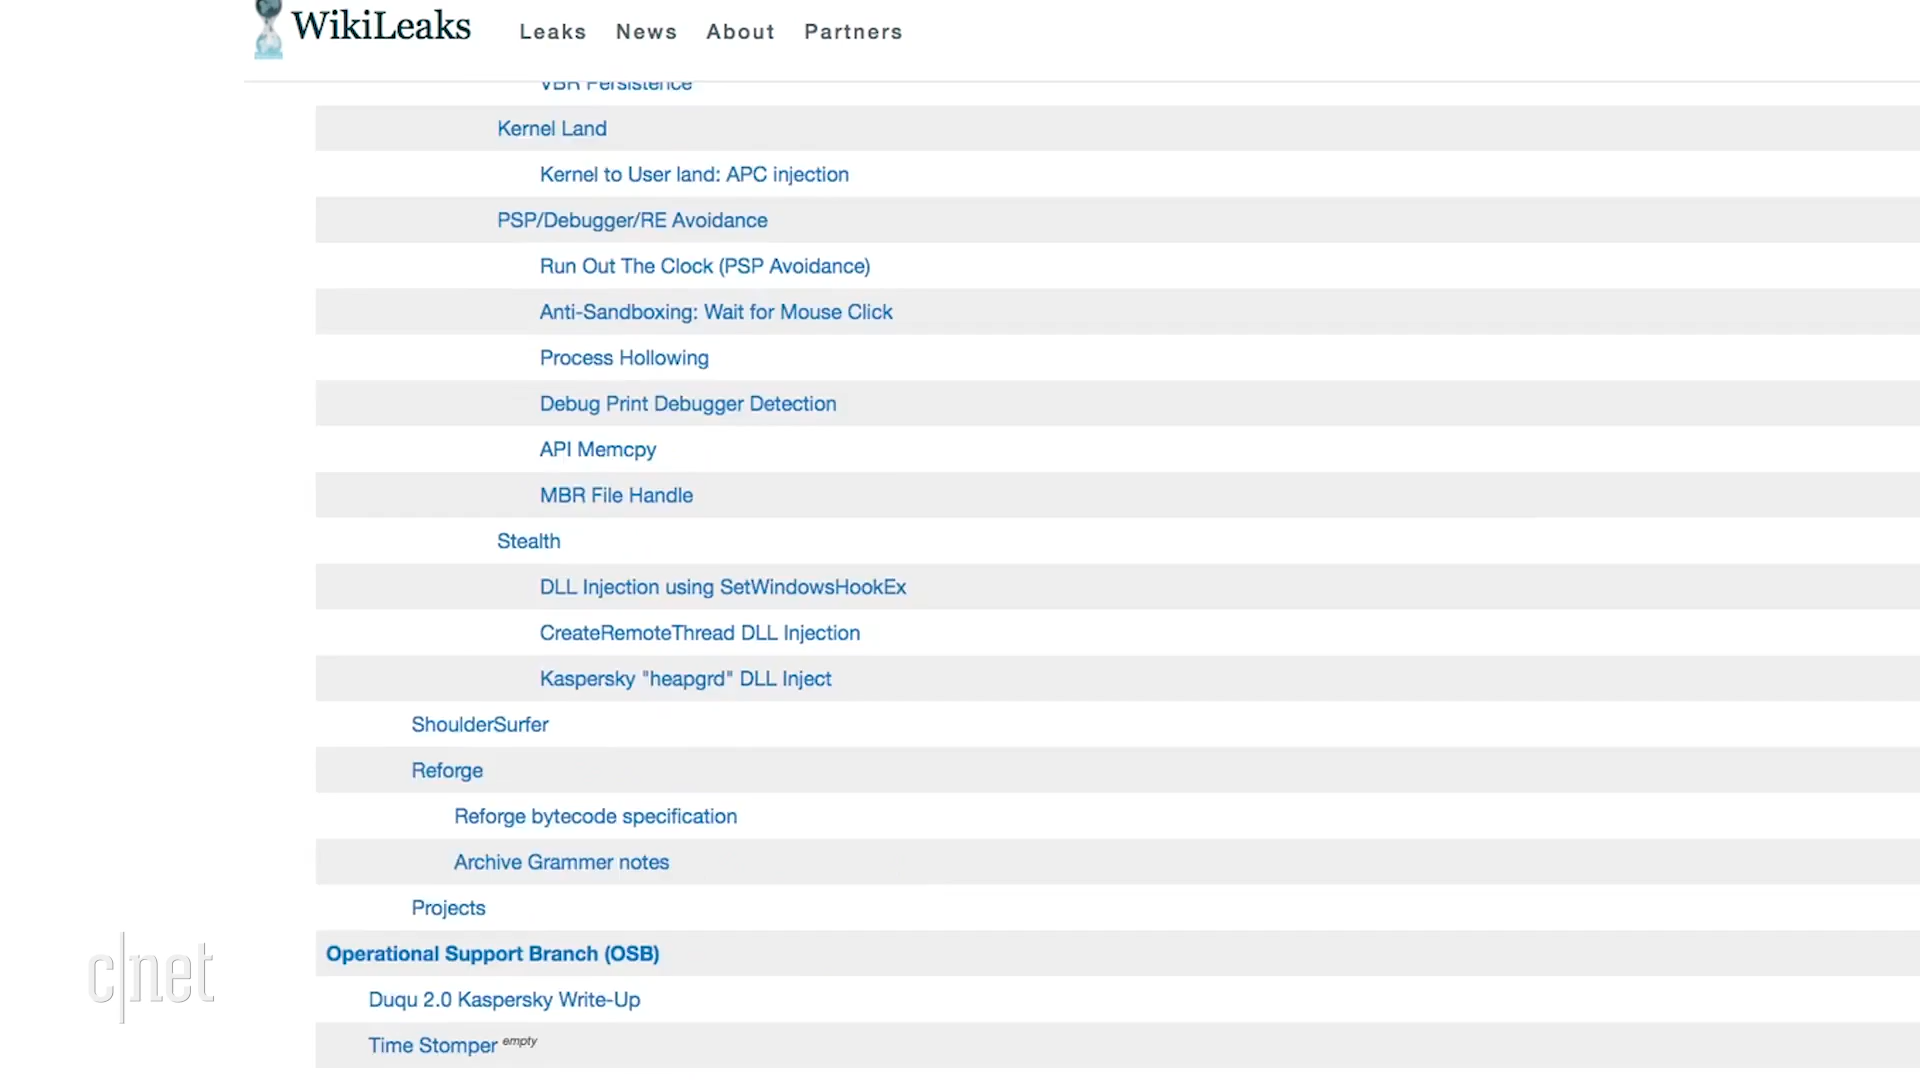 WikiLeaks
Leaks News About Partners
VBR Persistence
Kernel Land
Kernel to User land: APC injection
PSP/Debugger/RE Avoidance
Run Out The Clock (PSP Avoidance)
Anti-Sandboxing: Wait for Mouse Click
Process Hollowing
Debug Print Debugger Detection
API Memcpy
MBR File Handle
Stealth
DLL Injection using SetWindowsHookEx
CreateRemoteThread DLL Injection
Kaspersky "heapgrd" DLL Inject
ShoulderSurfer
Reforge
Reforge bytecode specification
Archive Grammer notes
Projects
Operational Support Branch (OSB)
Duqu 2.0 Kaspersky Write-Up
Time Stomper empty
c|net